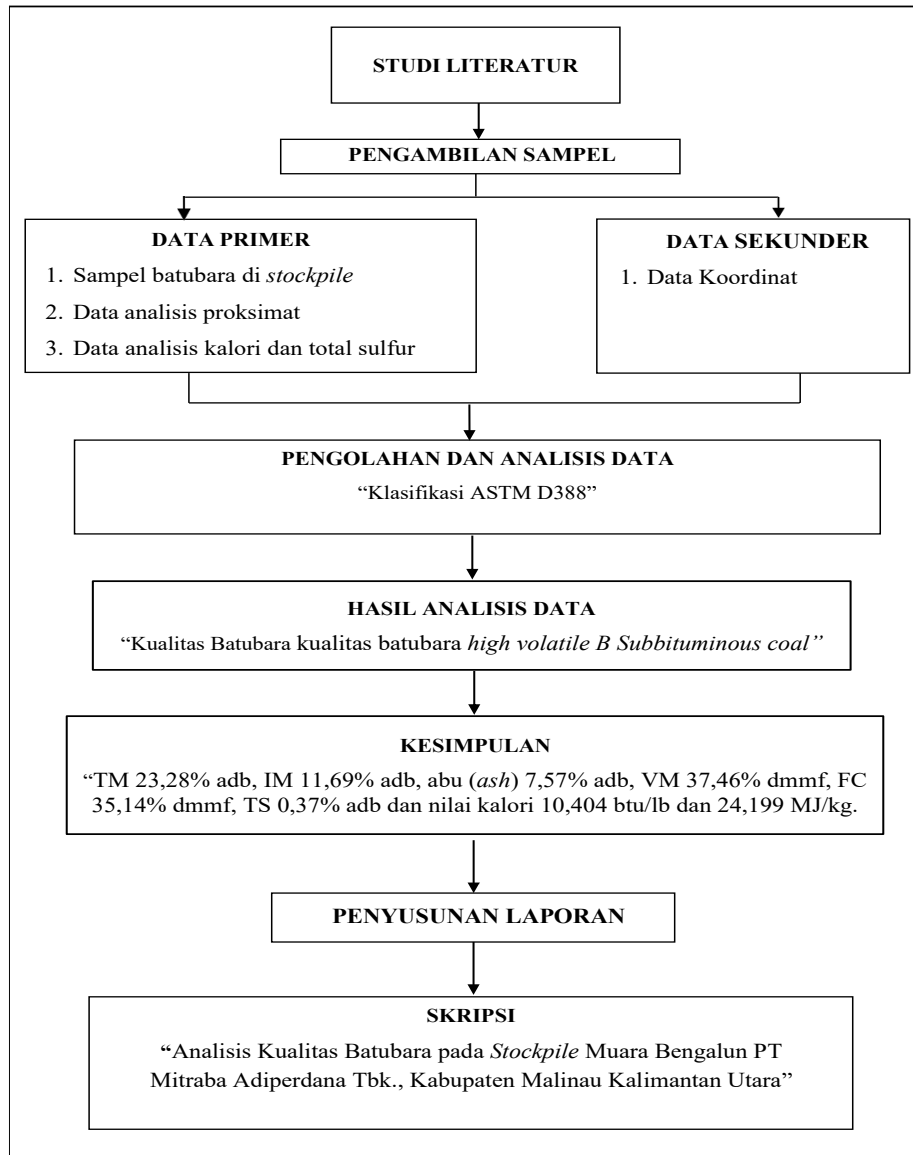 STUDI LITERATUR
PENGAMBILAN SAMPEL
DATA PRIMER
1. Sampel batubara di stockpile
2. Data analisis proksimat
3. Data analisis kalori dan total sulfur
DATA SEKUNDER
1. Data Koordinat
PENGOLAHAN DAN ANALISIS DATA
“Klasifikasi ASTM D388”
HASIL ANALISIS DATA
“Kualitas Batubara kualitas batubara high volatile B Subbituminous coal”
KESIMPULAN
“TM 23,28% adb, IM 11,69% adb, abu (ash) 7,57% adb, VM 37,46% dmmf, FC
35,14% dmmf, TS 0,37% adb dan nilai kalori 10,404 btu/lb dan 24,199 MJ/kg.
PENYUSUNAN LAPORAN
SKRIPSI
“Analisis Kualitas Batubara pada Stockpile Muara Bengalun PT
Mitraba Adiperdana Tbk., Kabupaten Malinau Kalimantan Utara”